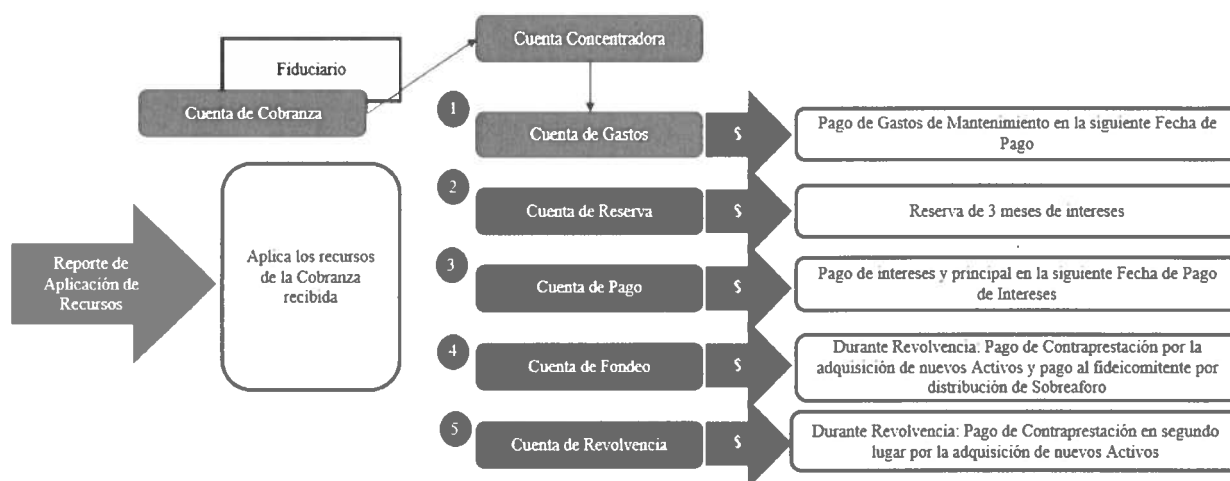 Cuenta Concentradora
Fiduciario
Cuenta de Cobranza
1
Cuenta de Gastos
$
Pago de Gastos de Mantenimiento en la siguiente Fecha de
Pago
2
Cuenta de Reserva
$
Reserva de 3 meses de intereses
Reporte de
Aplicación de
Recursos
Aplica los recursos
de la Cobranza
recibida
3
Cuenta de Pago
$
Pago de intereses y principal en la siguiente Fecha de Pago
de Intereses
4
Cuenta de Fondeo
$
Durante Revolvencia: Pago de Contraprestación por la
adquisición de nuevos Activos y pago al fideicomitente por
distribución de Sobreaforo
5
Cuenta de Revolvencia
$
Durante Revolvencia: Pago de Contraprestación en segundo
lugar por la adquisición de nuevos Activos